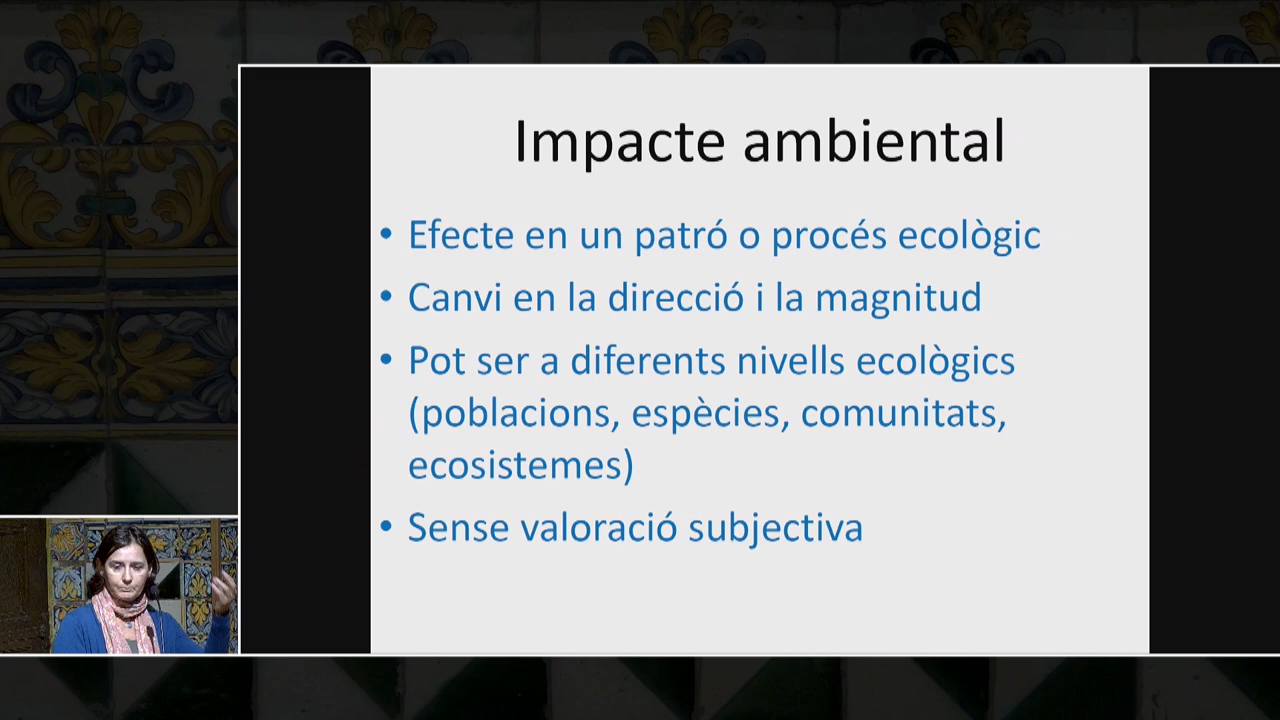 Impacte ambiental
• Efecte en un patró o procés ecològic
• Canvi en la direcció i la magnitud
• Pot ser a diferents nivells ecològics
(poblacions, espècies, comunitats,
ecosistemes)
• Sense valoració subjectiva